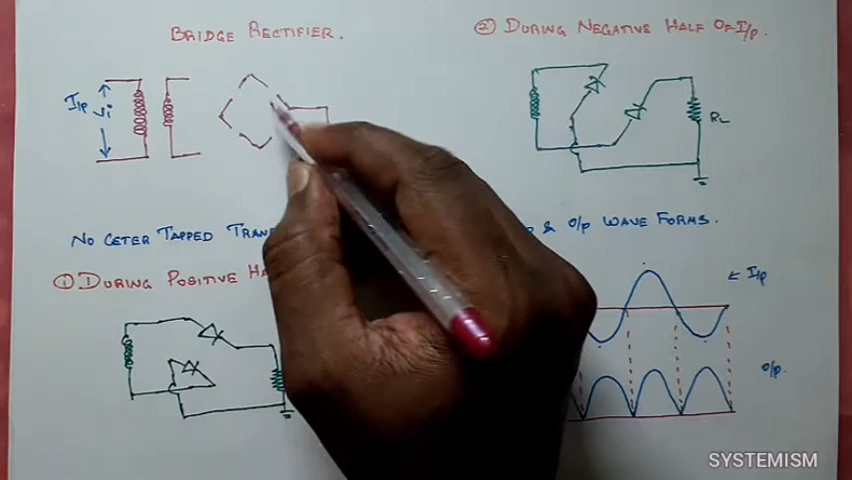 BRIDGE RECTIFIER.
I/p
Vi
NO CETER TAPPED
① DURING POSITIVE
② DURING NEGATIVE HALF OF I/p.
RL
& O/p WAVE FORMS.
← I/p
O/p.
SYSTEMISM